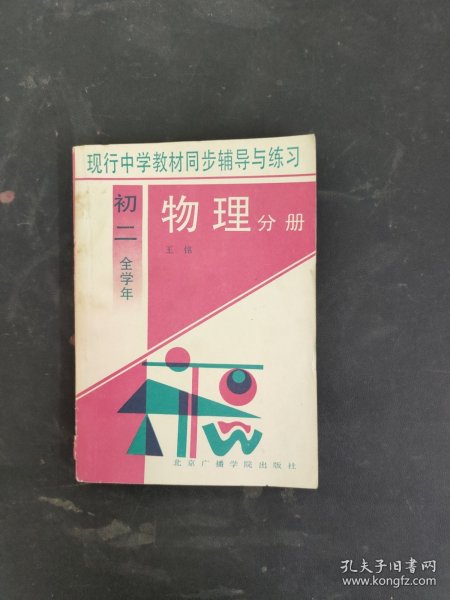 现行中学教材同步辅导与练习
初二
全学年
物理分册
王铭
北京广播学院出版社
孔夫子旧书网
www.kongfz.com